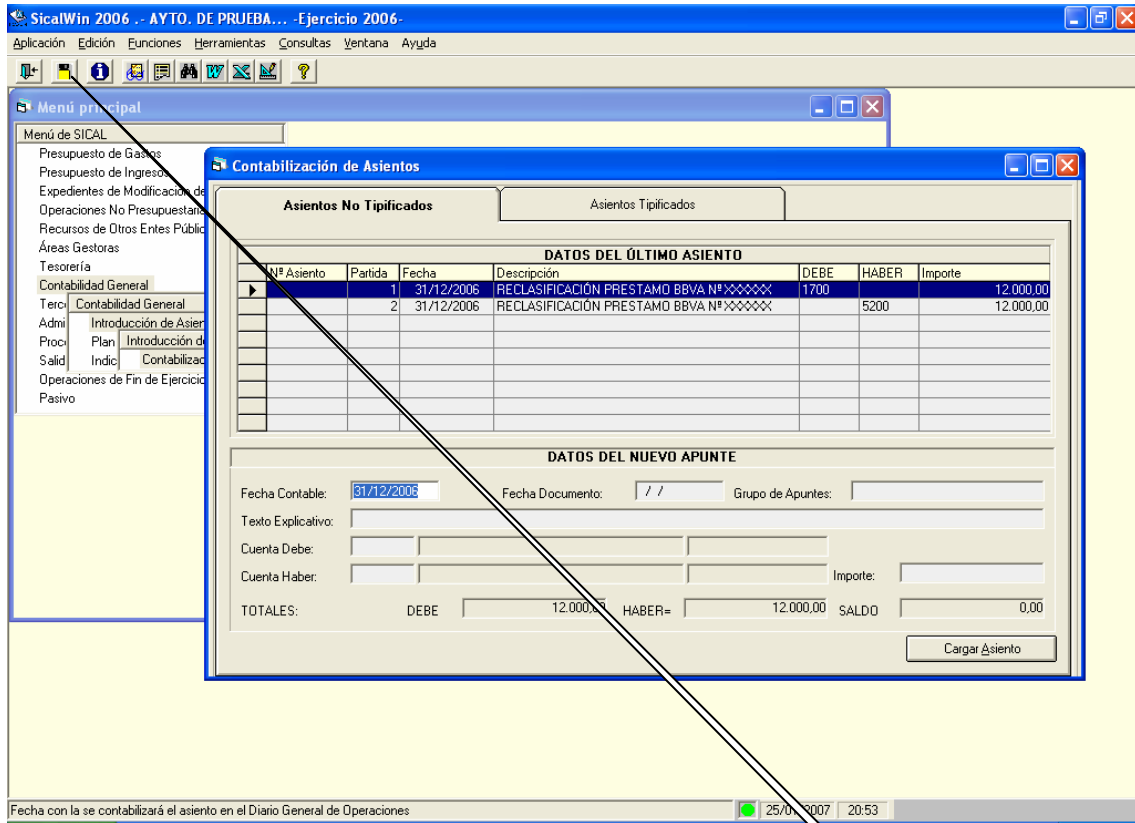 SicalWin 2006 .- AYTO. DE PRUEBA... -Ejercicio 2006-
Aplicación Edición Funciones Herramientas Consultas Ventana Ayuda
Menú principal
Menú de SICAL
Presupuesto de Gastos
Presupuesto de Ingresos
Expedientes de Modificación de
Operaciones No Presupuestaria
Recursos de Otros Entes Públic
Áreas Gestoras
Tesorería
Contabilidad General
Terc Contabilidad General
Admi Introducción de Asien
Proc Plan Introducción de
Salid Indic Contabilizac
Operaciones de Fin de Ejercicio
Pasivo
Contabilización de Asientos
Asientos No Tipificados Asientos Tipificados
DATOS DEL ÚLTIMO ASIENTO
Nº Asiento Partida Fecha Descripción DEBE HABER Importe
1 31/12/2006 RECLASIFICACIÓN PRESTAMO BBVA Nº XXXXXX 1700 12.000,00
2 31/12/2006 RECLASIFICACIÓN PRESTAMO BBVA Nº XXXXXX 5200 12.000,00
DATOS DEL NUEVO APUNTE
Fecha Contable: 31/12/2006 Fecha Documento: / / Grupo de Apuntes:
Texto Explicativo:
Cuenta Debe:
Cuenta Haber: Importe:
TOTALES: DEBE 12.000,00 HABER= 12.000,00 SALDO 0,00
Cargar Asiento
Fecha con la se contabilizará el asiento en el Diario General de Operaciones 20:53